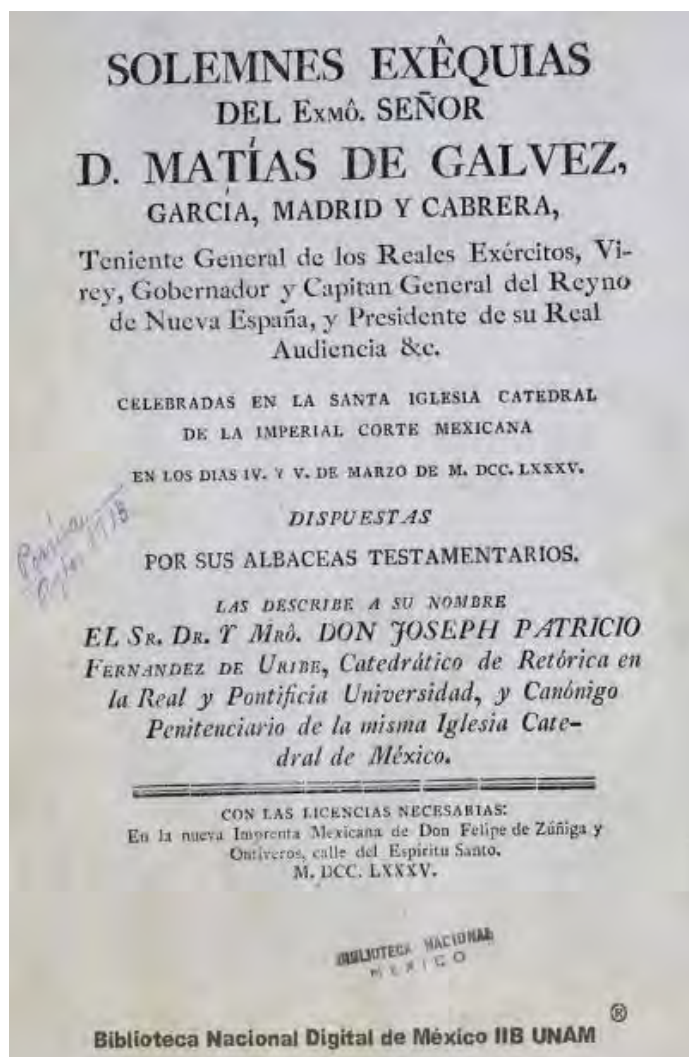 SOLEMNES EXÊQUIAS
DEL EXMÔ. SEÑOR
D. MATÍAS DE GALVEZ,
GARCÍA, MADRID Y CABRERA,
Teniente General de los Reales Exércitos, Vi-
rey, Gobernador y Capitan General del Reyno
de Nueva España, y Presidente de su Real
Audiencia &c.
CELEBRADAS EN LA SANTA IGLESIA CATEDRAL
DE LA IMPERIAL CORTE MEXICANA
EN LOS DIAS IV. Y V. DE MARZO DE M. DCC. LXXXV.
DISPUESTAS
POR SUS ALBACEAS TESTAMENTARIOS.
LAS DESCRIBE A SU NOMBRE
EL SR. DR. Y MRÔ. DON JOSEPH PATRICIO
FERNANDEZ DE URIBE, Catedrático de Retórica en
la Real y Pontificia Universidad, y Canónigo
Penitenciario de la misma Iglesia Cate-
dral de México.
CON LAS LICENCIAS NECESARIAS:
En la nueva Imprenta Mexicana de Don Felipe de Zúñiga y
Ontiveros, calle del Espíritu Santo.
M. DCC. LXXXV.
BIBLIOTECA NACIONAL
MEXICO
®
Biblioteca Nacional Digital de México IIB UNAM